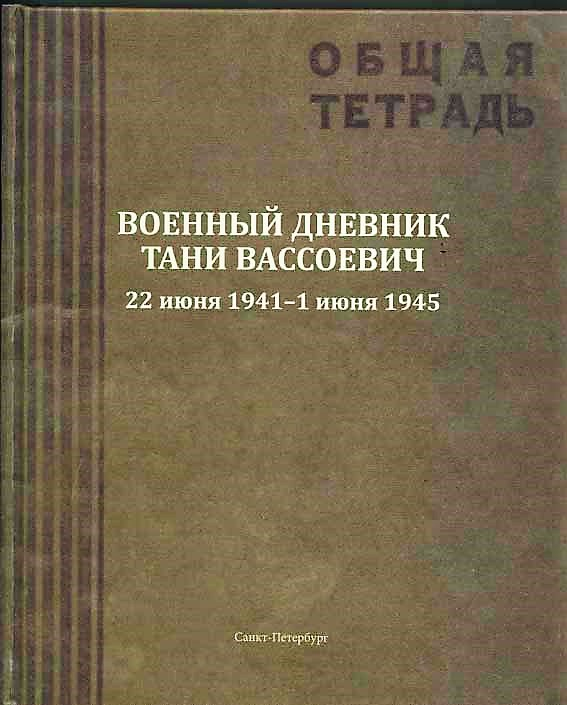 ОБЩАЯ
ТЕТРАДЬ
ВОЕННЫЙ ДНЕВНИК
ТАНИ ВАССОЕВИЧ
22 июня 1941–1 июня 1945
Санкт-Петербург